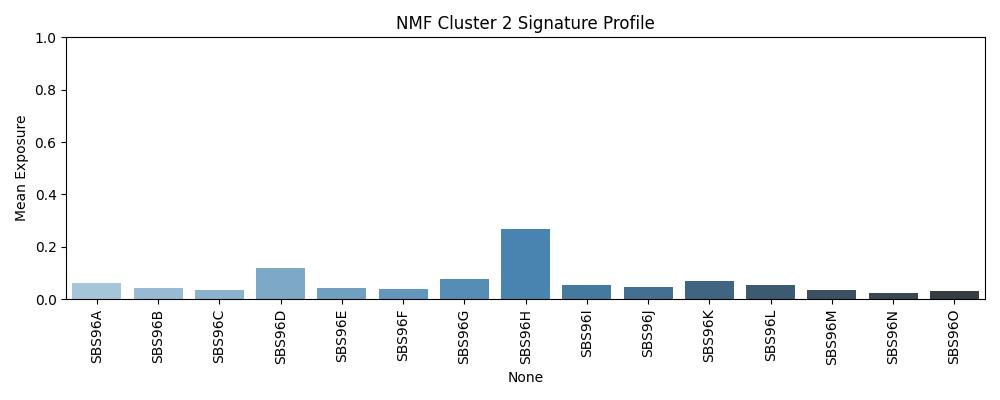 NMF Cluster 2 Signature Profile
1.0
0.8
0.6
0.4
0.2
0.0
Mean Exposure
SBS96A
SBS96B
SBS96C
SBS96D
SBS96E
SBS96F
SBS96G
SBS96H
SBS96I
SBS96J
SBS96K
SBS96L
SBS96M
SBS96N
SBS96O
None